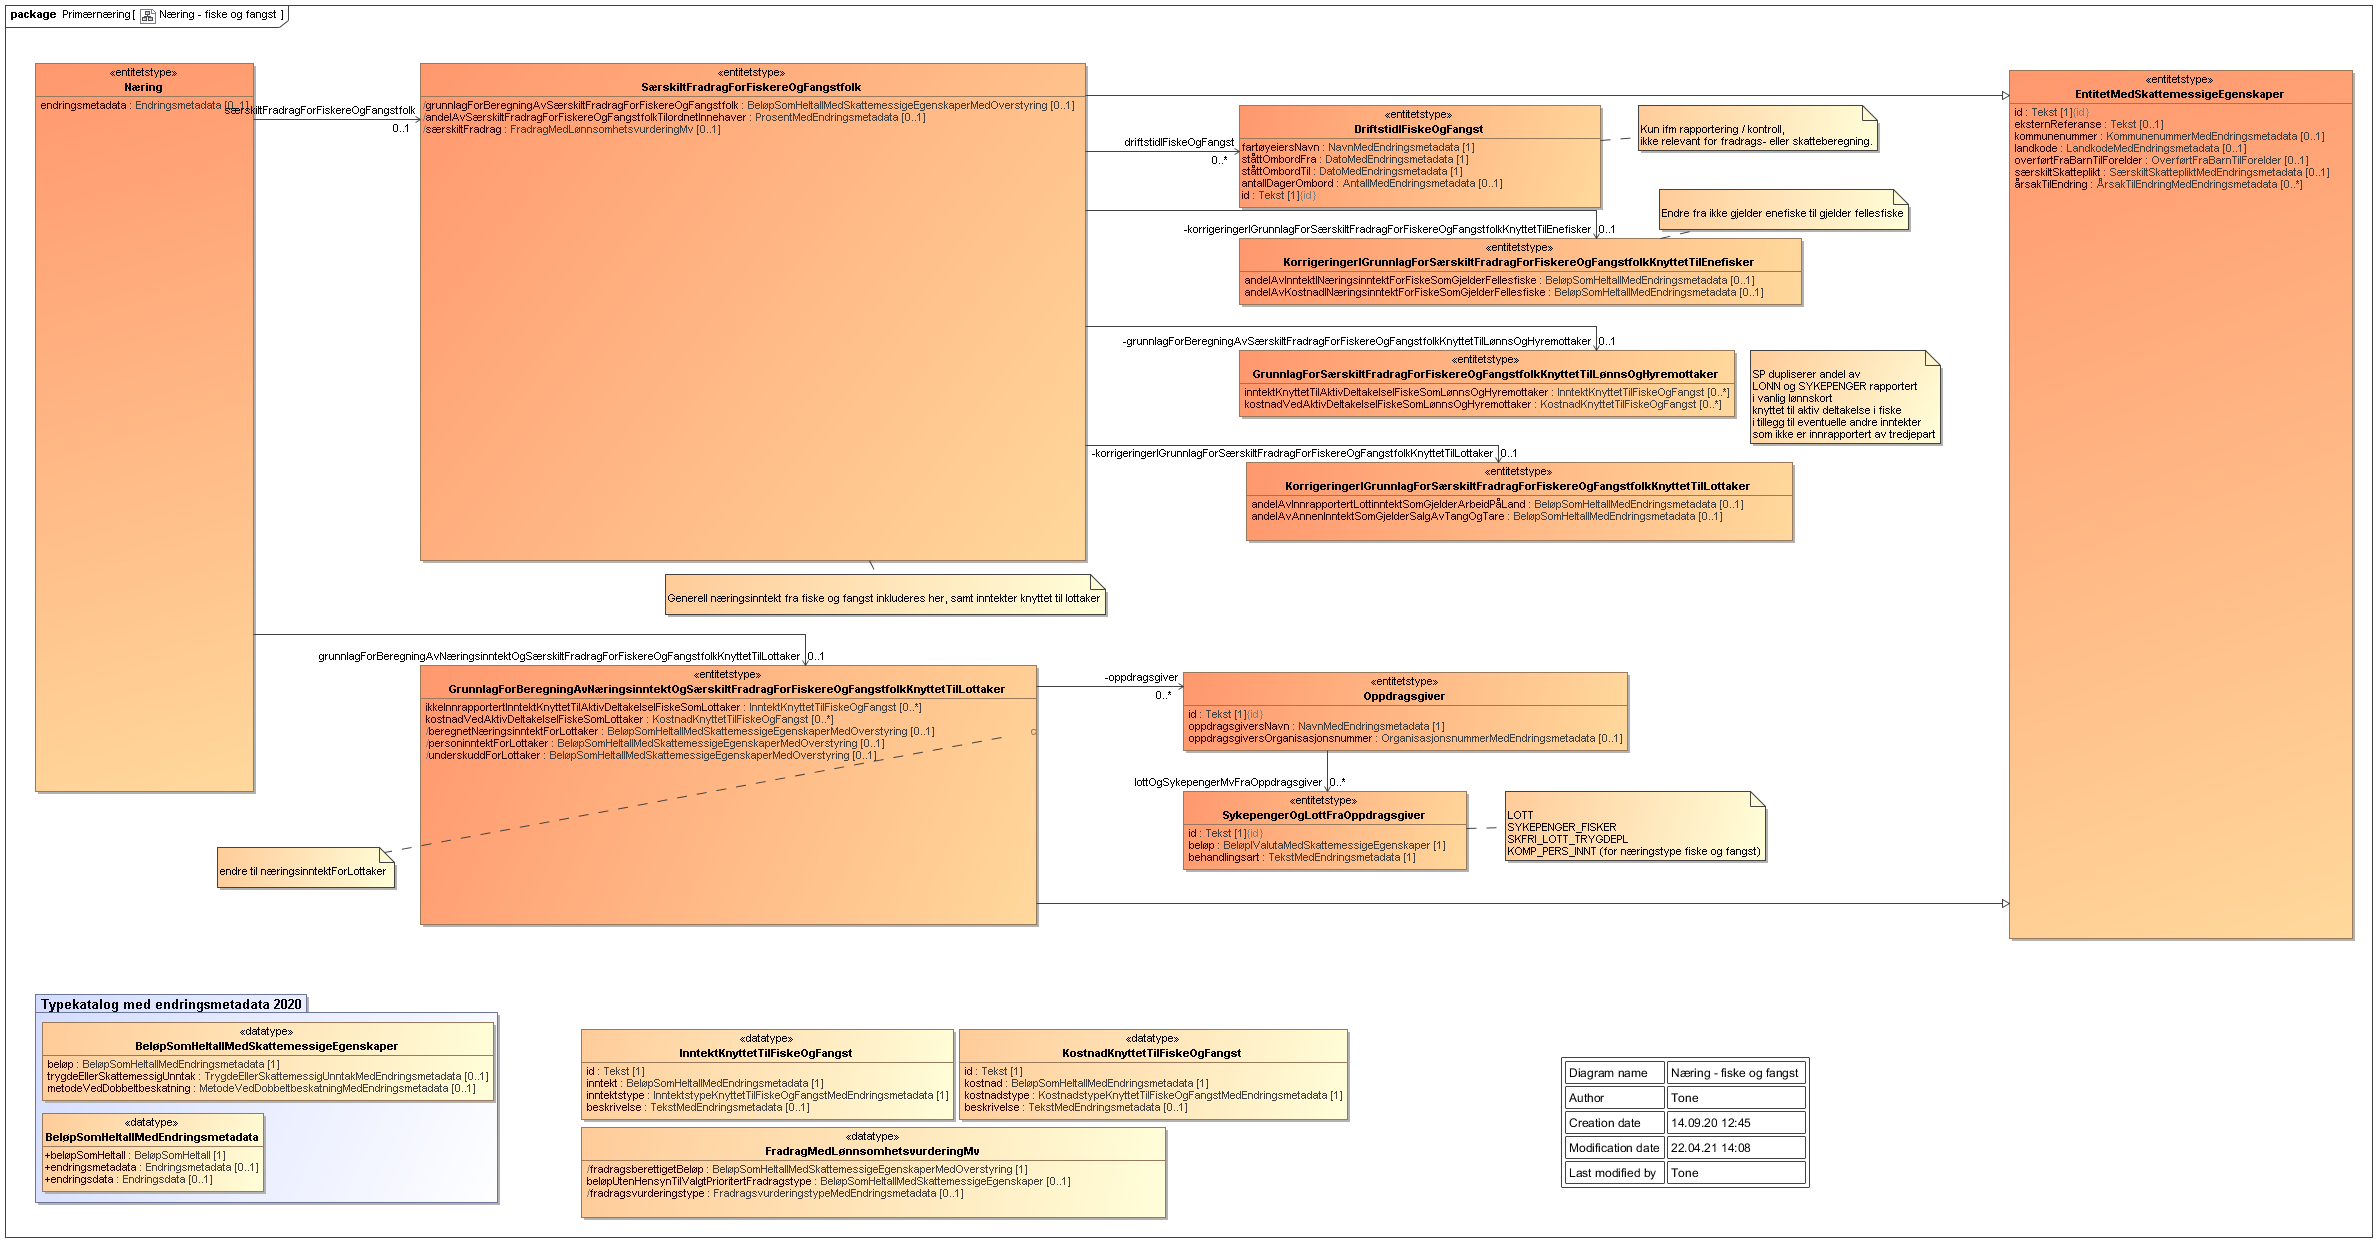 package Primærnæring [ Næring - fiske og fangst ]
«entitetstype»
Næring
endringsmetadata : Endringsmetadata [0..1]
særskiltFradragForFiskereOgFangstfolk
0..1
«entitetstype»
SærskiltFradragForFiskereOgFangstfolk
/grunnlagForBeregningAvSærskiltFradragForFiskereOgFangstfolk : BeløpSomHeltallMedSkattemessigeEgenskaperMedOverstyring [0..1]
/andelAvSærskiltFradragForFiskereOgFangstfolkTilordnetInnehaver : ProsentMedEndringsmetadata [0..1]
/særskiltFradrag : FradragMedLønnsomhetsvurderingMv [0..1]
driftstidIFiskeOgFangst
0..*
«entitetstype»
DriftstidIFiskeOgFangst
fartøyeiersNavn : NavnMedEndringsmetadata [1]
ståttOmbordFra : DatoMedEndringsmetadata [1]
ståttOmbordTil : DatoMedEndringsmetadata [1]
antallDagerOmbord : AntallMedEndringsmetadata [0..1]
id : Tekst [1]{id}
Kun ifm rapportering / kontroll,
ikke relevant for fradrags- eller skatteberegning.
Endre fra ikke gjelder enefiske til gjelder fellesfiske
-korrigeringerIGrunnlagForSærskiltFradragForFiskereOgFangstfolkKnyttetTilEnefisker
0..1
«entitetstype»
KorrigeringerIGrunnlagForSærskiltFradragForFiskereOgFangstfolkKnyttetTilEnefisker
andelAvInntektINæringsinntektForFiskeSomGjelderFellesfiske : BeløpSomHeltallMedEndringsmetadata [0..1]
andelAvKostnadINæringsinntektForFiskeSomGjelderFellesfiske : BeløpSomHeltallMedEndringsmetadata [0..1]
-grunnlagForBeregningAvSærskiltFradragForFiskereOgFangstfolkKnyttetTilLønnsOgHyremottaker
0..1
«entitetstype»
GrunnlagForSærskiltFradragForFiskereOgFangstfolkKnyttetTilLønnsOgHyremottaker
inntektKnyttetTilAktivDeltakelseIFiskeSomLønnsOgHyremottaker : InntektKnyttetTilFiskeOgFangst [0..*]
kostnadVedAktivDeltakelseIFiskeSomLønnsOgHyremottaker : KostnadKnyttetTilFiskeOgFangst [0..*]
SP dupliserer andel av
LONN og SYKEPENGER rapportert
i vanlig lønnskort
knyttet til aktiv deltakelse i fiske
i tillegg til eventuelle andre inntekter
som ikke er innrapportert av tredjepart
-korrigeringerIGrunnlagForSærskiltFradragForFiskereOgFangstfolkKnyttetTilLottaker
0..1
«entitetstype»
KorrigeringerIGrunnlagForSærskiltFradragForFiskereOgFangstfolkKnyttetTilLottaker
andelAvInnrapportertLottinntektSomGjelderArbeidPåLand : BeløpSomHeltallMedEndringsmetadata [0..1]
andelAvAnnenInntektSomGjelderSalgAvTangOgTare : BeløpSomHeltallMedEndringsmetadata [0..1]
«entitetstype»
EntitetMedSkattemessigeEgenskaper
id : Tekst [1]{id}
eksternReferanse : Tekst [0..1]
kommunenummer : KommunenummerMedEndringsmetadata [0..1]
landkode : LandkodeMedEndringsmetadata [0..1]
overførtFraBarnTilForelder : OverførtFraBarnTilForelder [0..1]
særskiltSkatteplikt : SærskiltSkattepliktMedEndringsmetadata [0..1]
årsakTilEndring : ÅrsakTilEndringMedEndringsmetadata [0..*]
Generell næringsinntekt fra fiske og fangst inkluderes her, samt inntekter knyttet til lottaker
grunnlagForBeregningAvNæringsinntektOgSærskiltFradragForFiskereOgFangstfolkKnyttetTilLottaker
0..1
«entitetstype»
GrunnlagForBeregningAvNæringsinntektOgSærskiltFradragForFiskereOgFangstfolkKnyttetTilLottaker
ikkeInnrapportertInntektKnyttetTilAktivDeltakelseIFiskeSomLottaker : InntektKnyttetTilFiskeOgFangst [0..*]
kostnadVedAktivDeltakelseIFiskeSomLottaker : KostnadKnyttetTilFiskeOgFangst [0..*]
/beregnetNæringsinntektForLottaker : BeløpSomHeltallMedSkattemessigeEgenskaperMedOverstyring [0..1]
/personinntektForLottaker : BeløpSomHeltallMedSkattemessigeEgenskaperMedOverstyring [0..1]
/underskuddForLottaker : BeløpSomHeltallMedSkattemessigeEgenskaperMedOverstyring [0..1]
endre til næringsinntektForLottaker
-oppdragsgiver
0..*
«entitetstype»
Oppdragsgiver
id : Tekst [1]{id}
oppdragsgiversNavn : NavnMedEndringsmetadata [1]
oppdragsgiversOrganisasjonsnummer : OrganisasjonsnummerMedEndringsmetadata [0..1]
lottOgSykepengerMvFraOppdragsgiver
0..*
«entitetstype»
SykepengerOgLottFraOppdragsgiver
id : Tekst [1]{id}
beløp : BeløpIValutaMedSkattemessigeEgenskaper [1]
behandlingsart : TekstMedEndringsmetadata [1]
LOTT
SYKEPENGER_FISKER
SKFRI_LOTT_TRYGDEPL
KOMP_PERS_INNT (for næringstype fiske og fangst)
Typekatalog med endringsmetadata 2020
«datatype»
BeløpSomHeltallMedSkattemessigeEgenskaper
beløp : BeløpSomHeltallMedEndringsmetadata [1]
trygdeEllerSkattemessigUnntak : TrygdeEllerSkattemessigUnntakMedEndringsmetadata [0..1]
metodeVedDobbeltbeskatning : MetodeVedDobbeltbeskatningMedEndringsmetadata [0..1]
«datatype»
BeløpSomHeltallMedEndringsmetadata
+beløpSomHeltall : BeløpSomHeltall [1]
+endringsmetadata : Endringsmetadata [0..1]
+endringsdata : Endringsdata [0..1]
«datatype»
InntektKnyttetTilFiskeOgFangst
id : Tekst [1]
inntekt : BeløpSomHeltallMedEndringsmetadata [1]
inntektstype : InntektstypeKnyttetTilFiskeOgFangstMedEndringsmetadata [1]
beskrivelse : TekstMedEndringsmetadata [0..1]
«datatype»
KostnadKnyttetTilFiskeOgFangst
id : Tekst [1]
kostnad : BeløpSomHeltallMedEndringsmetadata [1]
kostnadstype : KostnadstypeKnyttetTilFiskeOgFangstMedEndringsmetadata [1]
beskrivelse : TekstMedEndringsmetadata [0..1]
«datatype»
FradragMedLønnsomhetsvurderingMv
/fradragsberettigetBeløp : BeløpSomHeltallMedSkattemessigeEgenskaperMedOverstyring [1]
beløpUtenHensynTilValgtPrioritertFradragstype : BeløpSomHeltallMedSkattemessigeEgenskaper [0..1]
/fradragsvurderingstype : FradragsvurderingstypeMedEndringsmetadata [0..1]
Diagram name Næring - fiske og fangst
Author Tone
Creation date 14.09.20 12:45
Modification date 22.04.21 14:08
Last modified by Tone